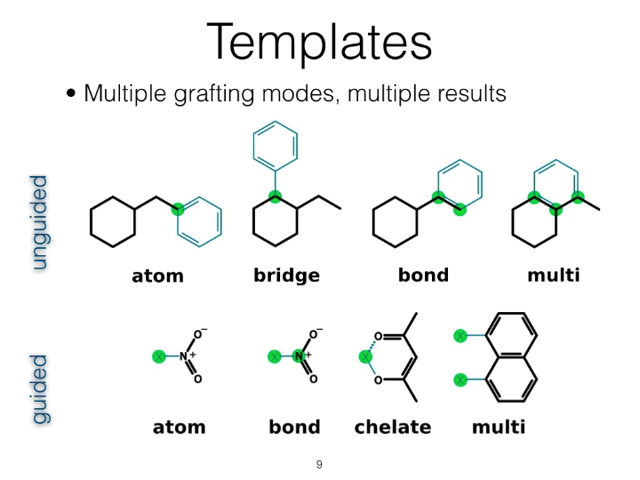 Templates
• Multiple grafting modes, multiple results
unguided
atom bridge bond multi
guided
X N + O − O
X N + O − O
X O O
X X
atom bond chelate multi
9